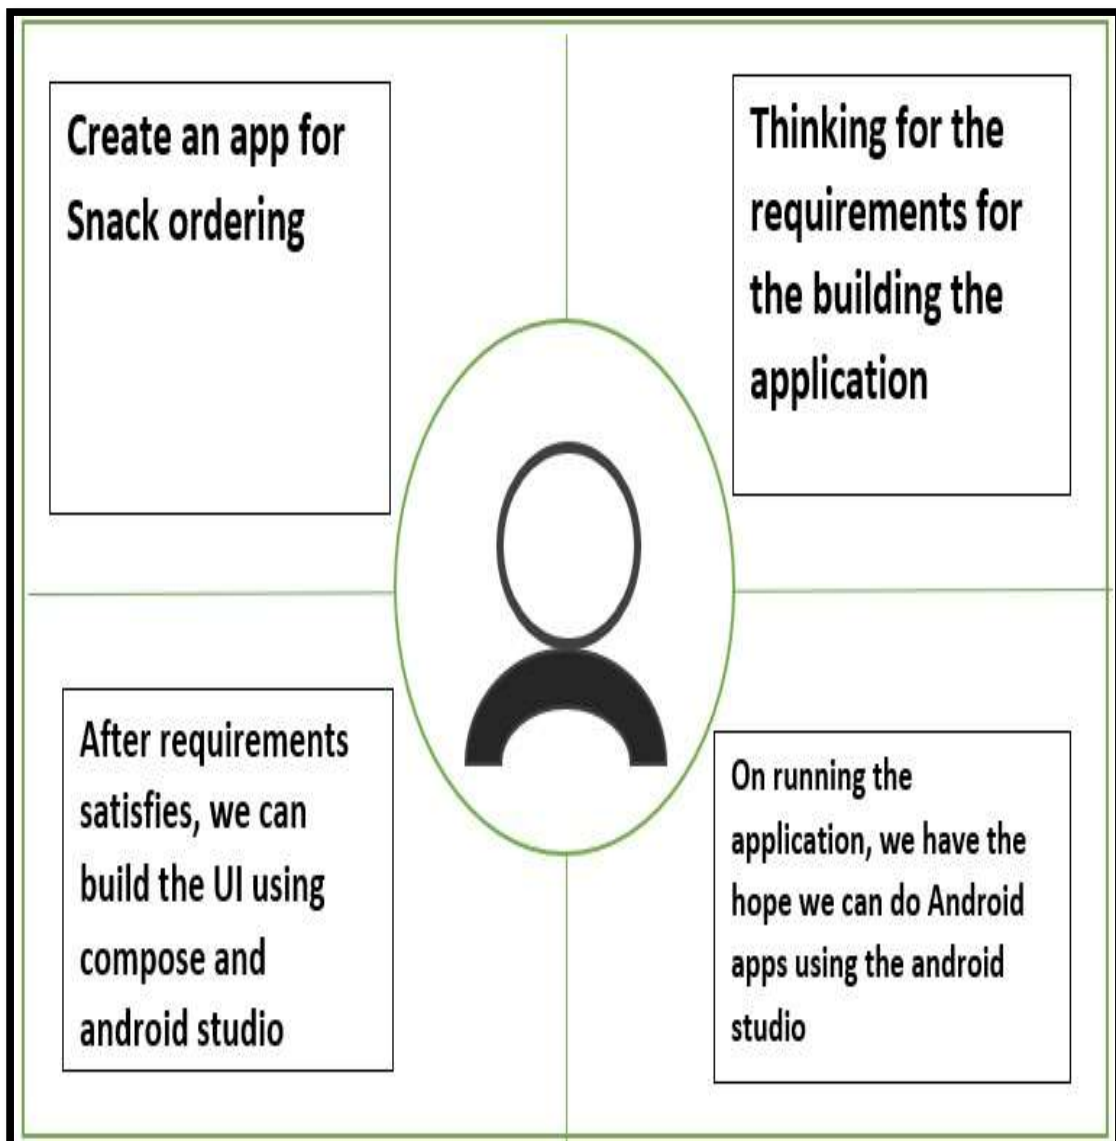 Create an app for
Snack ordering
Thinking for the
requirements for
the building the
application
After requirements
satisfies, we can
build the UI using
compose and
android studio
On running the
application, we have the
hope we can do Android
apps using the android
studio